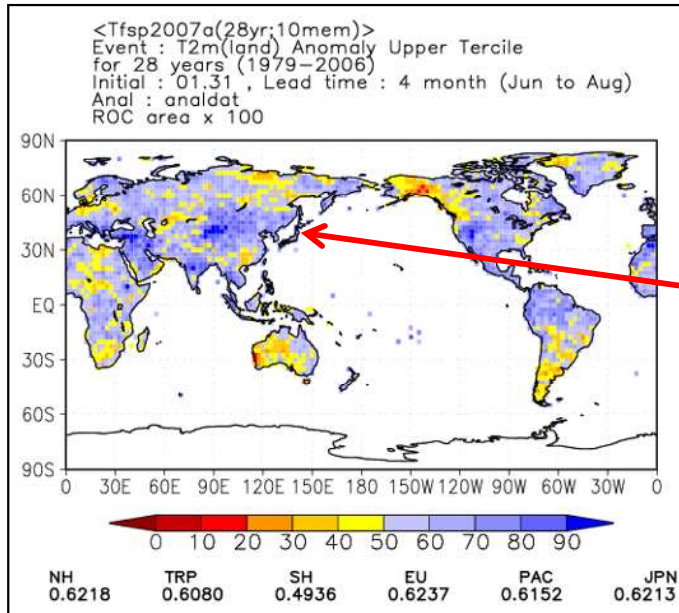 <Tfsp2007a(28yr;10mem)>
Event : T2m(land) Anomaly Upper Tercile
for 28 years (1979-2006)
Initial : 01.31 , Lead time : 4 month (Jun to Aug)
Anal : analdat
ROC area x 100
90N
60N
30N
EQ
30S
60S
90S
0 30E 60E 90E 120E 150E 180 150W 120W 90W 60W 30W 0
0 10 20 30 40 50 60 70 80 90
NH TRP SH EU PAC JPN
0.6218 0.6080 0.4936 0.6237 0.6152 0.6213